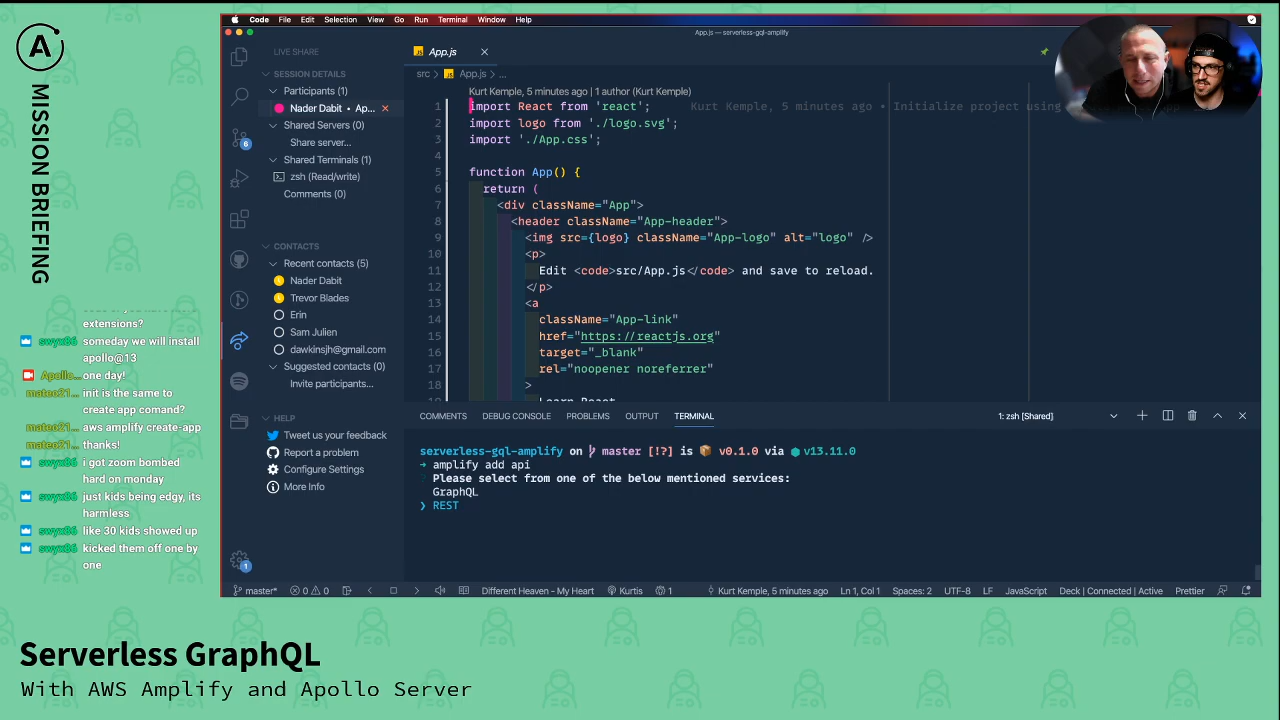 A
MISSION BRIEFING
Code File Edit Selection View Go Run Terminal Window Help
App.js — serverless-gql-amplify
LIVE SHARE
SESSION DETAILS
Participants (1)
Nader Dabit • Ap...
Shared Servers (0)
Share server...
Shared Terminals (1)
zsh (Read/write)
Comments (0)
CONTACTS
Recent contacts (5)
Nader Dabit
Trevor Blades
Erin
Sam Julien
dawkinsjh@gmail.com
Suggested contacts (0)
Invite participants...
HELP
Tweet us your feedback
Report a problem
Configure Settings
More Info
6
1
JS App.js
src > JS App.js > ...
Kurt Kemple, 5 minutes ago | 1 author (Kurt Kemple)
1 import React from 'react'; Kurt Kemple, 5 minutes ago • Initialize project using
2 import logo from './logo.svg';
3 import './App.css';
4
5 function App() {
6 return (
7 <div className="App">
8 <header className="App-header">
9 <img src={logo} className="App-logo" alt="logo" />
10 <p>
11 Edit <code>src/App.js</code> and save to reload.
12 </p>
13 <a
14 className="App-link"
15 href="https://reactjs.org"
16 target="_blank"
17 rel="noopener noreferrer"
18 >
Learn React
COMMENTS DEBUG CONSOLE PROBLEMS OUTPUT TERMINAL 1: zsh [Shared]
serverless-gql-amplify on master [!?] is v0.1.0 via v13.11.0
➜ amplify add api
? Please select from one of the below mentioned services:
GraphQL
❯ REST
master* 0 0 Different Heaven - My Heart Kurtis 1 Kurt Kemple, 5 minutes ago Ln 1, Col 1 Spaces: 2 UTF-8 LF JavaScript Deck | Connected | Active Prettier
extensions?
swyx86 someday we will install
apollo@13
Apollo... one day!
mateo21... init is the same to
create app comand?
mateo21... aws amplify create-app
mateo21... thanks!
swyx86 i got zoom bombed
hard on monday
swyx86 just kids being edgy, its
harmless
swyx86 like 30 kids showed up
swyx86 kicked them off one by
one
Serverless GraphQL
With AWS Amplify and Apollo Server